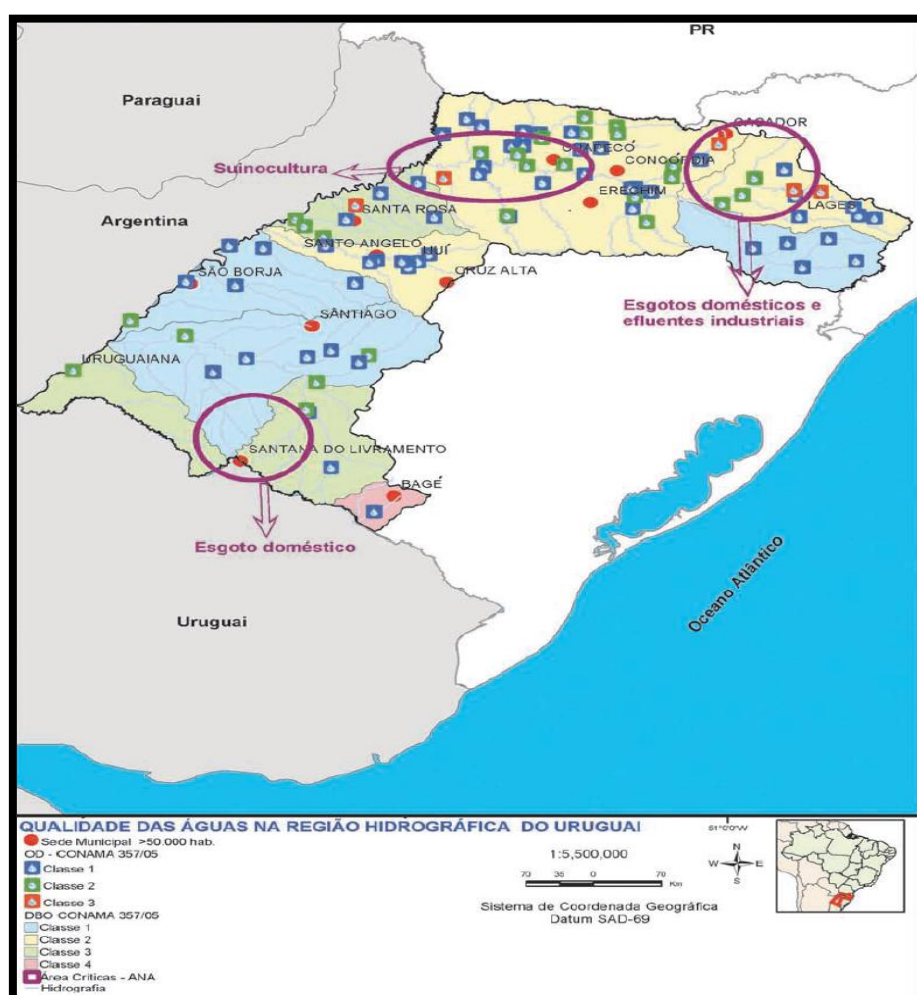 PR
Paraguai
CAÇADOR
CHAPECÓ
Suinocultura
CONCÓRDIA
ERECHIM
Argentina
SANTA ROSA
LAGES
SANTO ANGELO
IJUÍ
SÃO BORJA
CRUZ ALTA
Esgotos domésticos e
efluentes industriais
SANTIAGO
URUGUAIANA
SANTANA DO LIVRAMENTO
BAGÉ
Esgoto doméstico
Oceano Atlântico
Uruguai
QUALIDADE DAS ÁGUAS NA REGIÃO HIDROGRÁFICA DO URUGUAI
Sede Municipal >50.000 hab.
OD - CONAMA 357/05
Classe 1
Classe 2
Classe 3
DBO CONAMA 357/05
Classe 1
Classe 2
Classe 3
Classe 4
Área Criticas - ANA
Hidrografia
1:5,500,000
70 35 0 70
Km
Sistema de Coordenada Geográfica
Datum SAD-69
51°0'0"W
N
W E
S